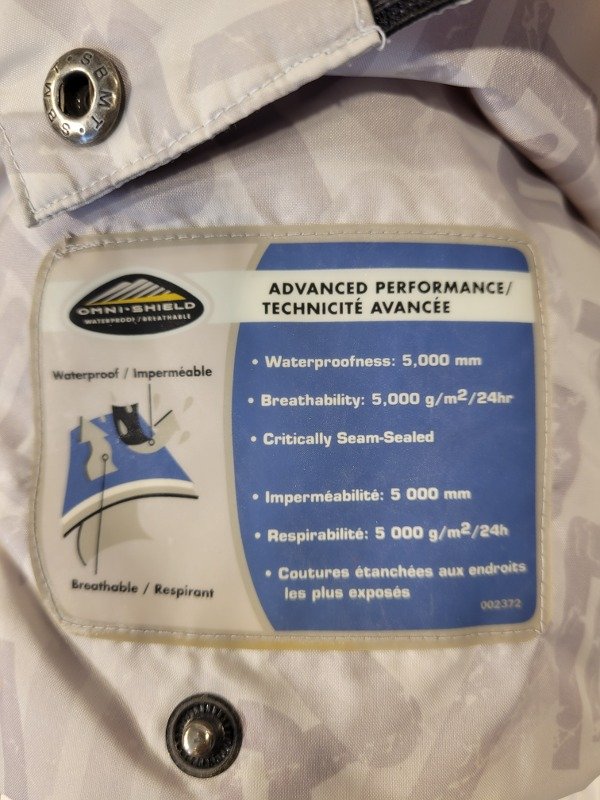 SBMT·SBMT·
OMNI·SHIELD
WATERPROOF/BREATHABLE
ADVANCED PERFORMANCE/
TECHNICITÉ AVANCÉE
Waterproof / Imperméable
Breathable / Respirant
• Waterproofness: 5,000 mm
• Breathability: 5,000 g/m²/24hr
• Critically Seam-Sealed
• Imperméabilité: 5 000 mm
• Respirabilité: 5 000 g/m²/24h
• Coutures étanchées aux endroits
les plus exposés
002372